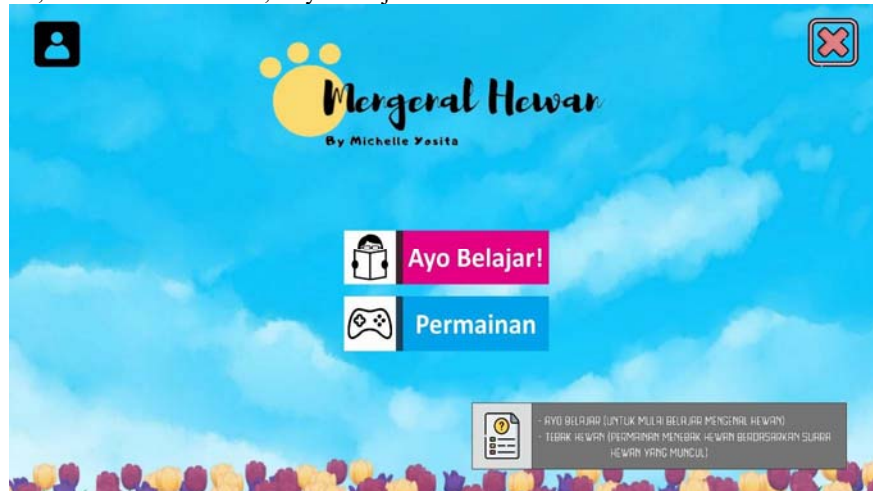 Mengenal Hewan
By Michelle Yosita
Ayo Belajar!
Permainan
- AYO BELAJAR (UNTUK MULAI BELAJAR MENGENAL HEWAN)
- TEBAK HEWAN (PERMAINAN MENEBAK HEWAN BERDASARKAN SUARA
HEWAN YANG MUNCUL)